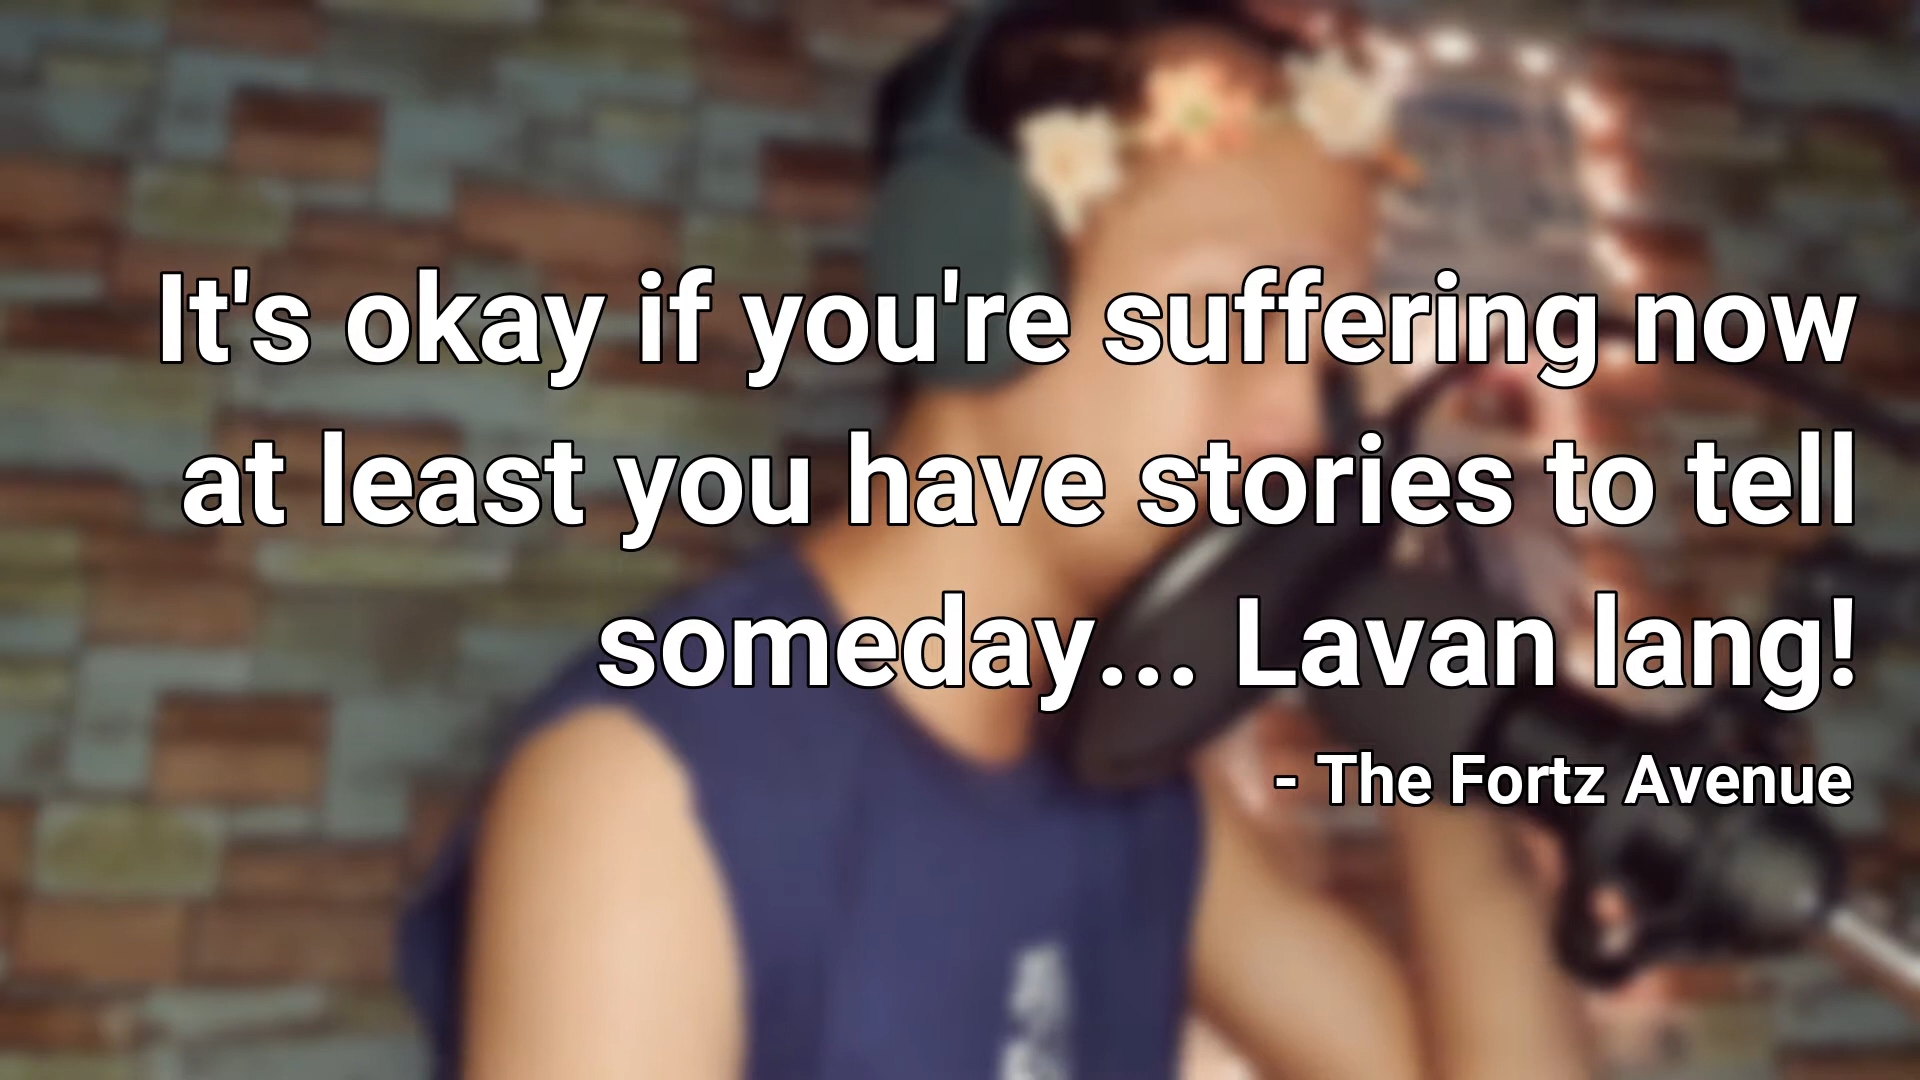 It's okay if you're suffering now
at least you have stories to tell
someday... Lavan lang!
- The Fortz Avenue